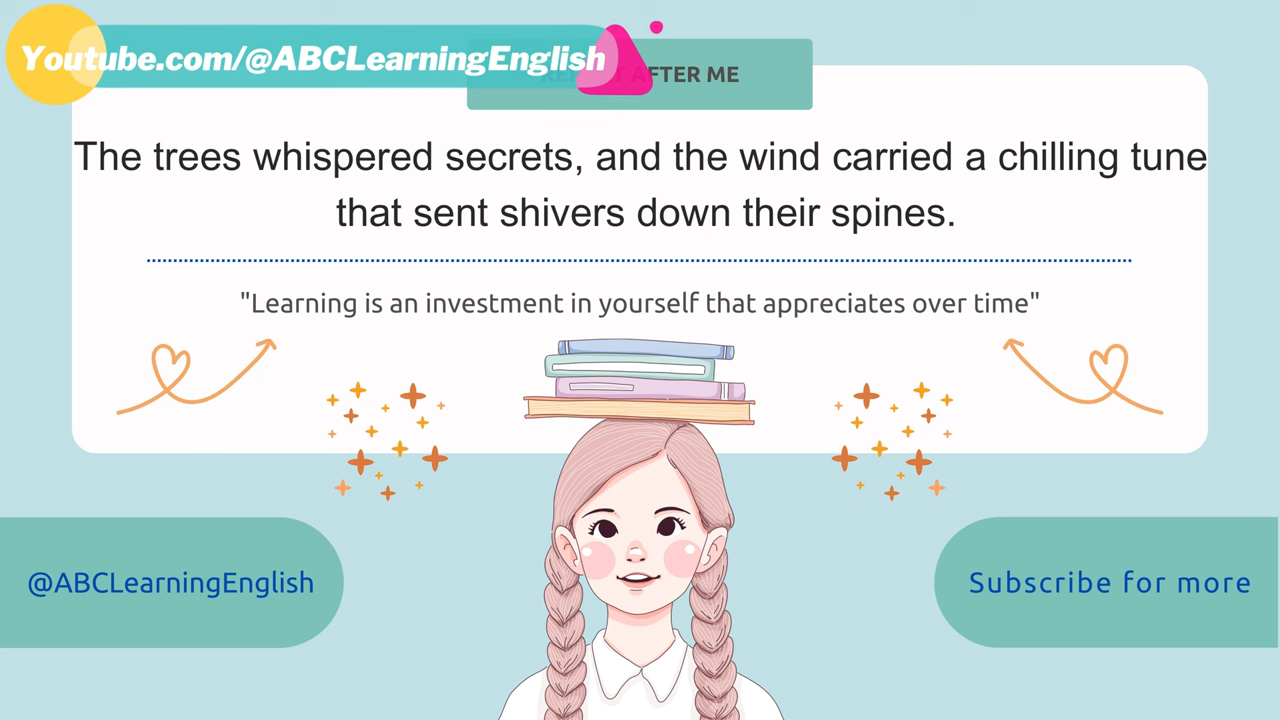 Youtube.com/@ABCLearningEnglish
AFTER ME
The trees whispered secrets, and the wind carried a chilling tune
that sent shivers down their spines.
"Learning is an investment in yourself that appreciates over time"
@ABCLearningEnglish
Subscribe for more